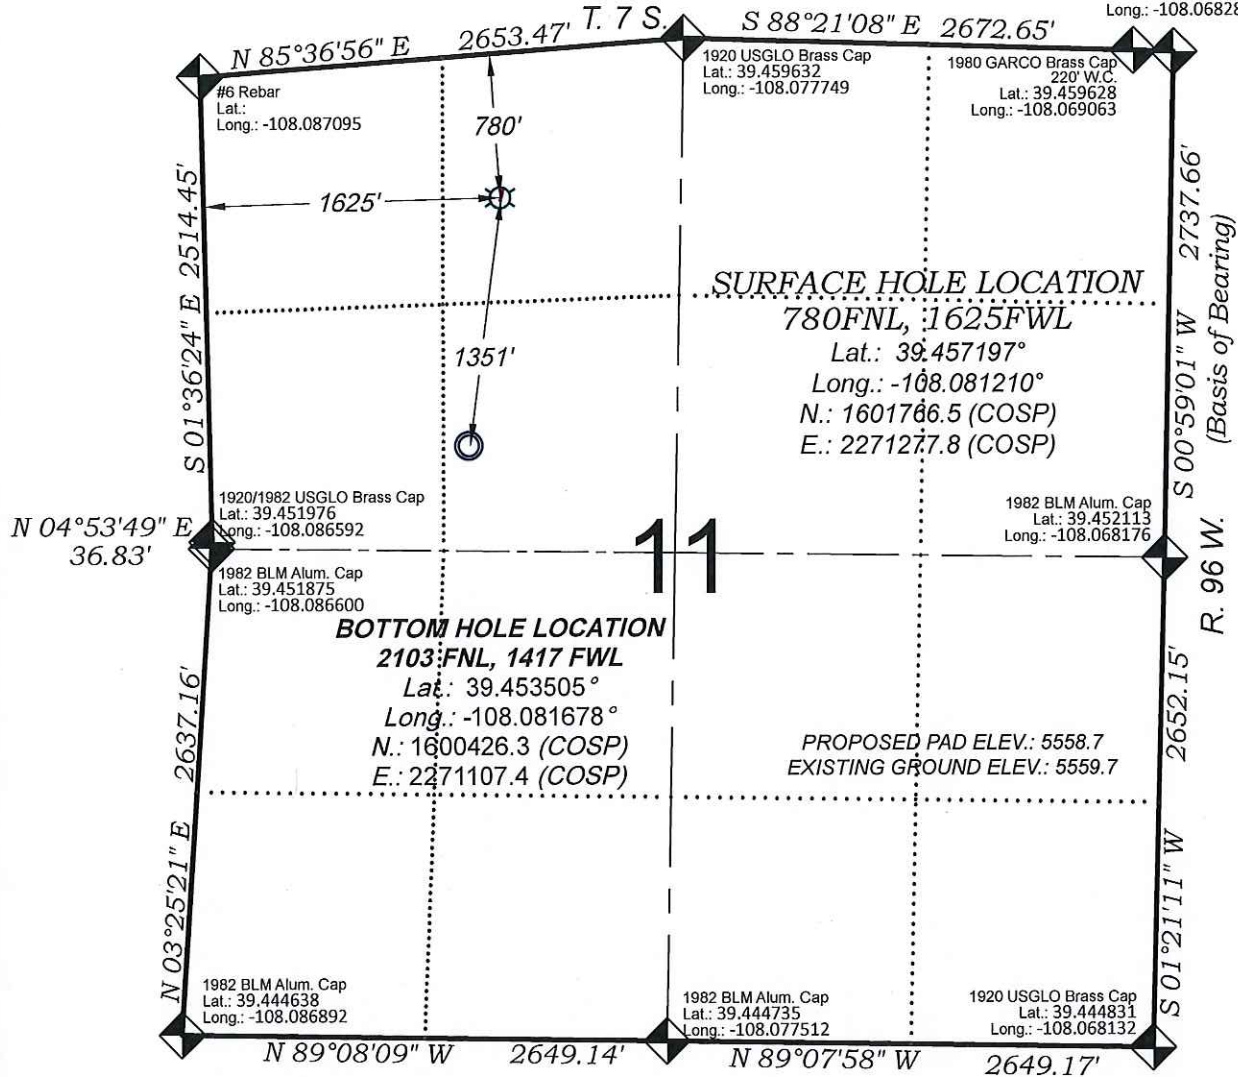 T. 7 S.
Long.: -108.06828
N 85°36'56" E 2653.47'
S 88°21'08" E 2672.65'
#6 Rebar
Lat.:
Long.: -108.087095
1920 USGLO Brass Cap
Lat.: 39.459632
Long.: -108.077749
1980 GARCO Brass Cap
220' W.C.
Lat.: 39.459628
Long.: -108.069063
780'
1625'
1351'
S 01°36'24" E 2514.45'
2737.66'
S 00°59'01" W
(Basis of Bearing)
SURFACE HOLE LOCATION
780FNL, 1625FWL
Lat.: 39.457197°
Long.: -108.081210°
N.: 1601766.5 (COSP)
E.: 2271277.8 (COSP)
1920/1982 USGLO Brass Cap
Lat.: 39.451976
Long.: -108.086592
N 04°53'49" E
36.83'
1982 BLM Alum. Cap
Lat.: 39.451875
Long.: -108.086600
11
1982 BLM Alum. Cap
Lat.: 39.452113
Long.: -108.068176
R. 96 W.
BOTTOM HOLE LOCATION
2103 FNL, 1417 FWL
Lat.: 39.453505°
Long.: -108.081678°
N.: 1600426.3 (COSP)
E.: 2271107.4 (COSP)
PROPOSED PAD ELEV.: 5558.7
EXISTING GROUND ELEV.: 5559.7
N 03°25'21" E 2637.16'
2652.15'
S 01°21'11" W
1982 BLM Alum. Cap
Lat.: 39.444638
Long.: -108.086892
1982 BLM Alum. Cap
Lat.: 39.444735
Long.: -108.077512
1920 USGLO Brass Cap
Lat.: 39.444831
Long.: -108.068132
N 89°08'09" W 2649.14'
N 89°07'58" W 2649.17'